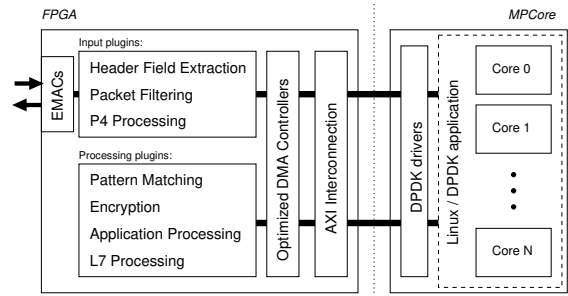 FPGA
MPCore
Input plugins:
Header Field Extraction
Packet Filtering
P4 Processing
EMACs
Processing plugins:
Pattern Matching
Encryption
Application Processing
L7 Processing
Optimized DMA Controllers
AXI Interconnection
DPDK drivers
Linux / DPDK application
Core 0
Core 1
Core N